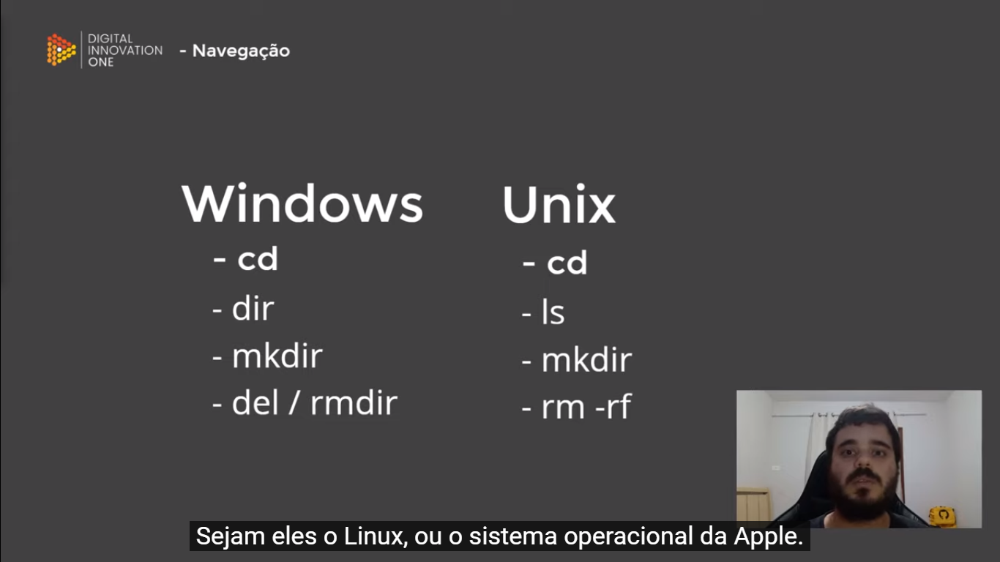 DIGITAL
INNOVATION
ONE
- Navegação
Windows
- cd
- dir
- mkdir
- del / rmdir
Unix
- cd
- ls
- mkdir
- rm -rf
Sejam eles o Linux, ou o sistema operacional da Apple.